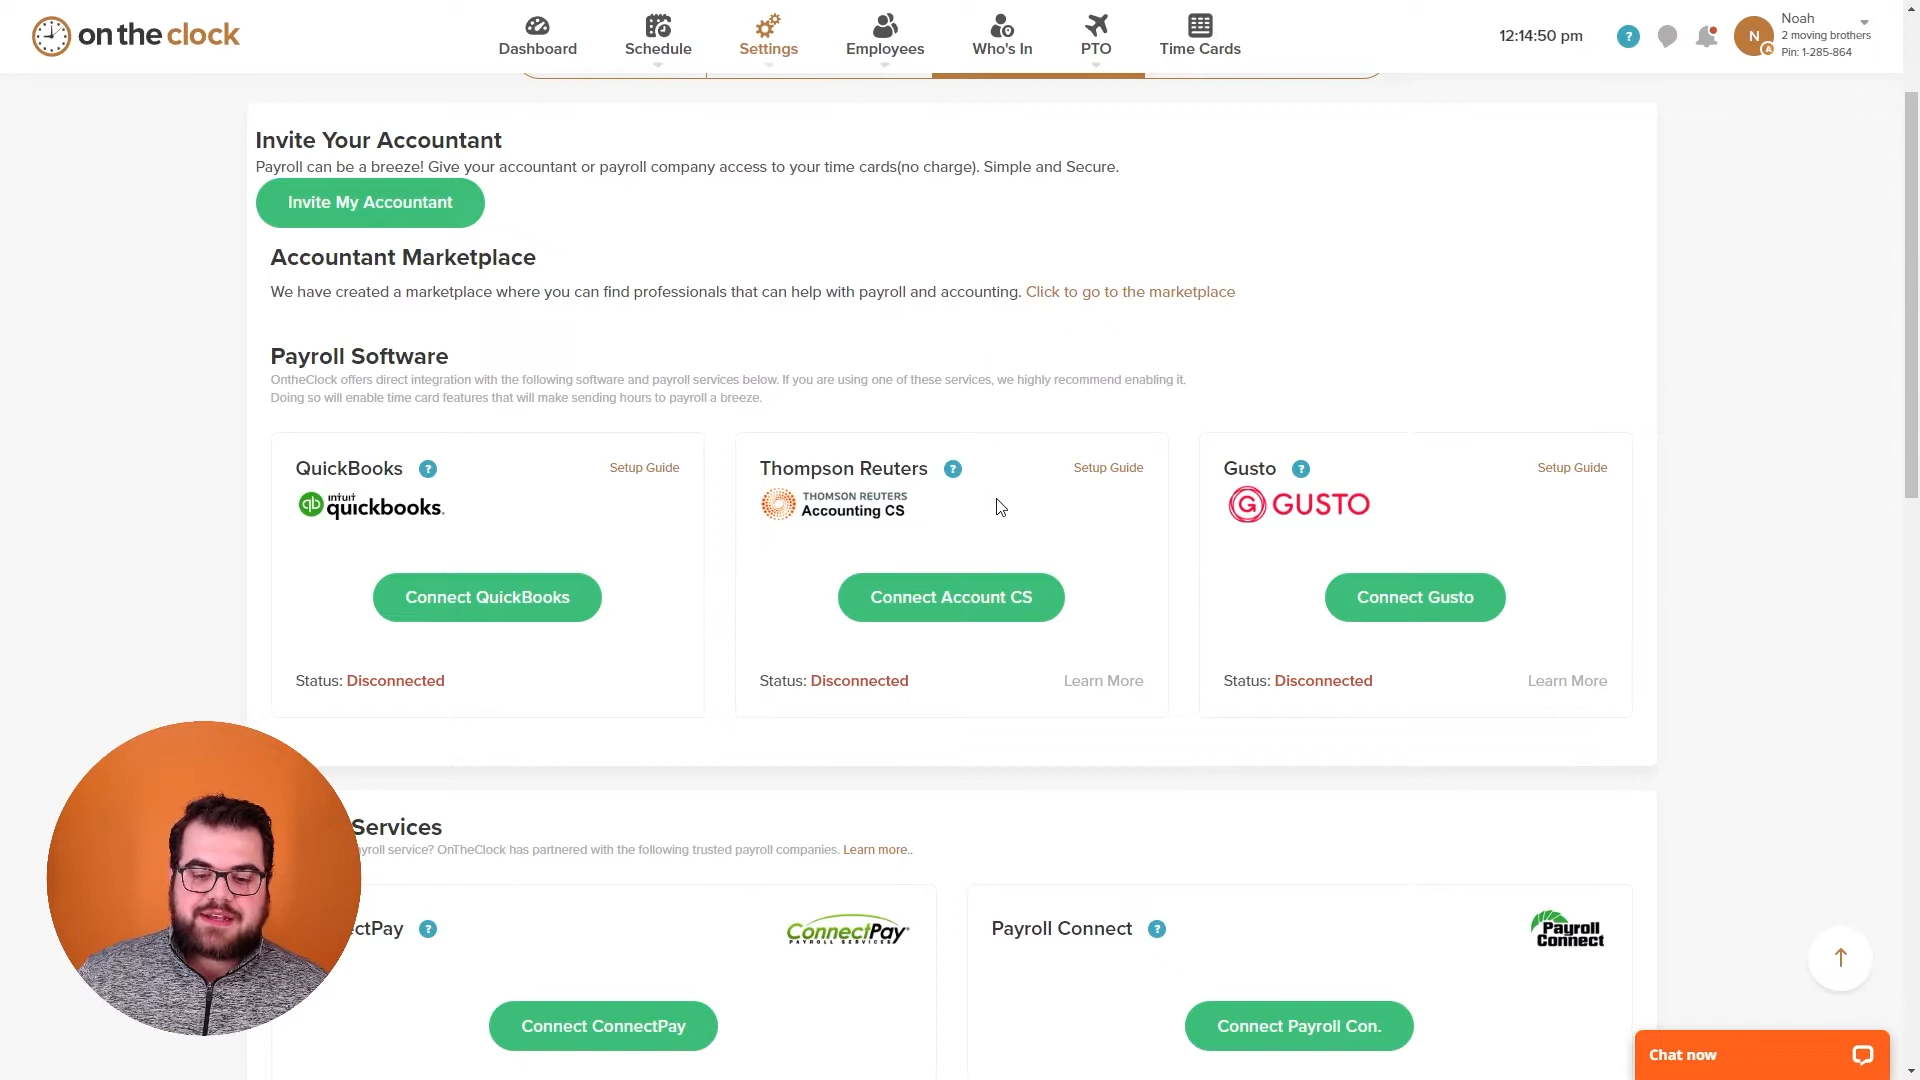 on the clock
Dashboard
Schedule
Settings
Employees
Who's In
PTO
Time Cards
12:14:50 pm
?
N
A
Noah
2 moving brothers
Pin: 1-285-864
Invite Your Accountant
Payroll can be a breeze! Give your accountant or payroll company access to your time cards(no charge). Simple and Secure.
Invite My Accountant
Accountant Marketplace
We have created a marketplace where you can find professionals that can help with payroll and accounting. Click to go to the marketplace
Payroll Software
OntheClock offers direct integration with the following software and payroll services below. If you are using one of these services, we highly recommend enabling it.
Doing so will enable time card features that will make sending hours to payroll a breeze.
QuickBooks ?
Setup Guide
qb intuit quickbooks.
Connect QuickBooks
Status: Disconnected
Thompson Reuters ?
Setup Guide
THOMSON REUTERS
Accounting CS
Connect Account CS
Status: Disconnected
Learn More
Gusto ?
Setup Guide
G GUSTO
Connect Gusto
Status: Disconnected
Learn More
Services
yroll service? OnTheClock has partnered with the following trusted payroll companies. Learn more..
ctPay ?
ConnectPay
PAYROLL SERVICES
Connect ConnectPay
Payroll Connect ?
Payroll
Connect
Connect Payroll Con.
Chat now